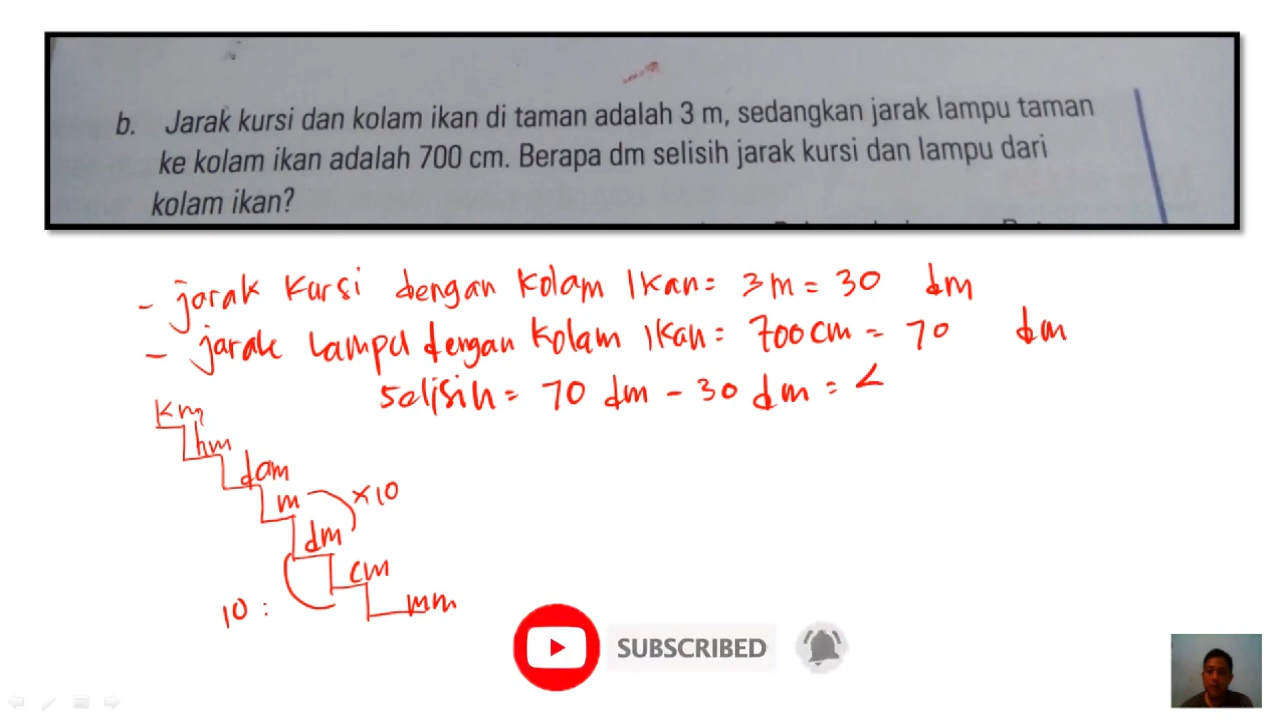 b. Jarak kursi dan kolam ikan di taman adalah 3 m, sedangkan jarak lampu taman
ke kolam ikan adalah 700 cm. Berapa dm selisih jarak kursi dan lampu dari
kolam ikan?
- jarak kursi dengan kolam ikan = 3m = 30 dm
- jarak lampu dengan kolam ikan = 700 cm = 70 dm
selisih = 70 dm - 30 dm =
km
hm
dam
m
x10
dm
cm
mm
10 :
SUBSCRIBED